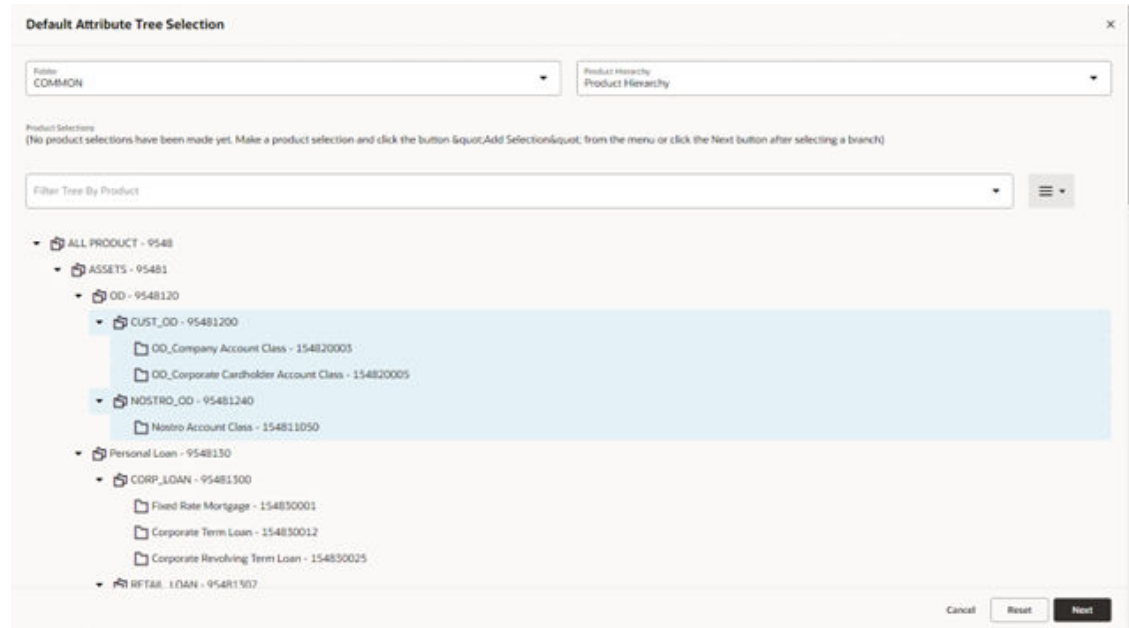 Default Attribute Tree Selection
Folder
COMMON
Product Hierarchy
Product Hierarchy
Product Selections
(No product selections have been made yet. Make a product selection and click the button &quot;Add Selection&quot; from the menu or click the Next button after selecting a branch)
Filter Tree By Product
ALL PRODUCT - 9548
ASSETS - 95481
OD - 9548120
CUST_OD - 95481200
OD_Company Account Class - 154820003
OD_Corporate Cardholder Account Class - 154820005
NOSTRO_OD - 95481240
Nostro Account Class - 154811050
Personal Loan - 9548130
CORP_LOAN - 95481300
Fixed Rate Mortgage - 154830001
Corporate Term Loan - 154830012
Corporate Revolving Term Loan - 154830025
RETAIL_LOAN - 95481302
Cancel
Reset
Next